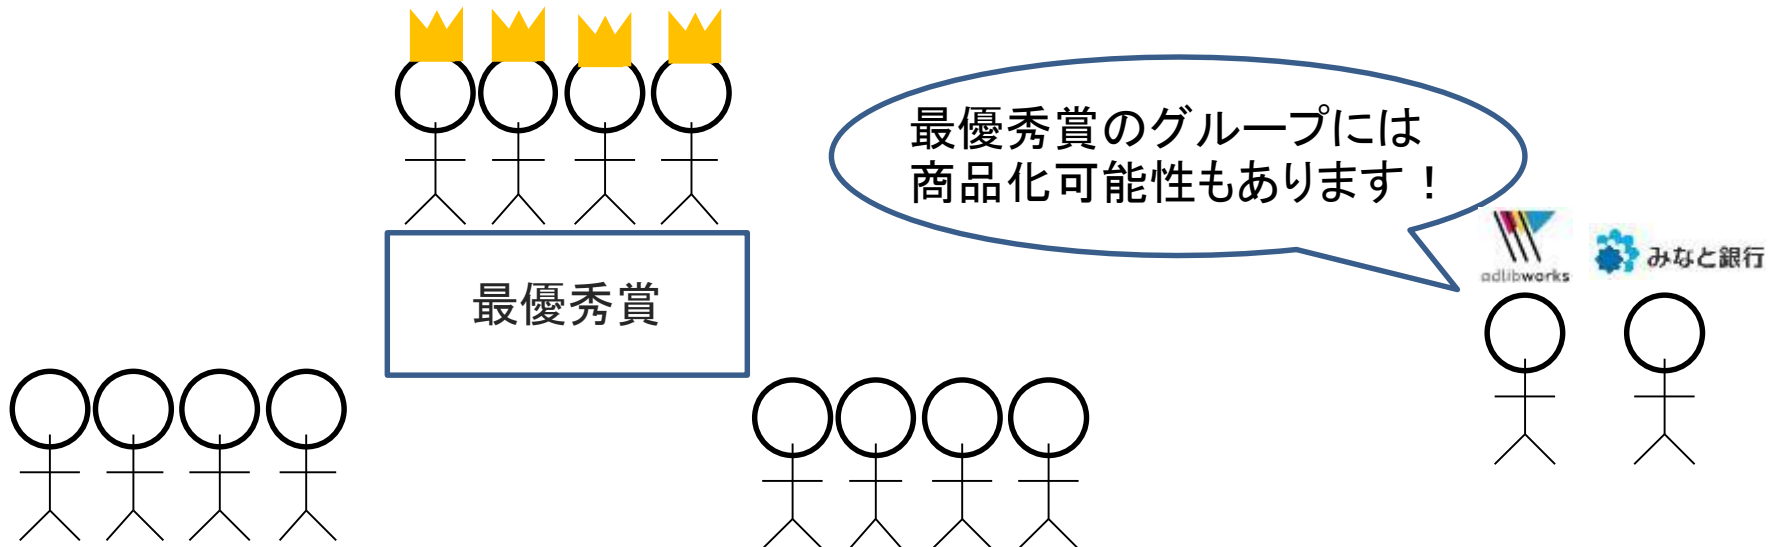 最優秀賞のグループには
商品化可能性もあります！
adlibworks
みなと銀行
最優秀賞